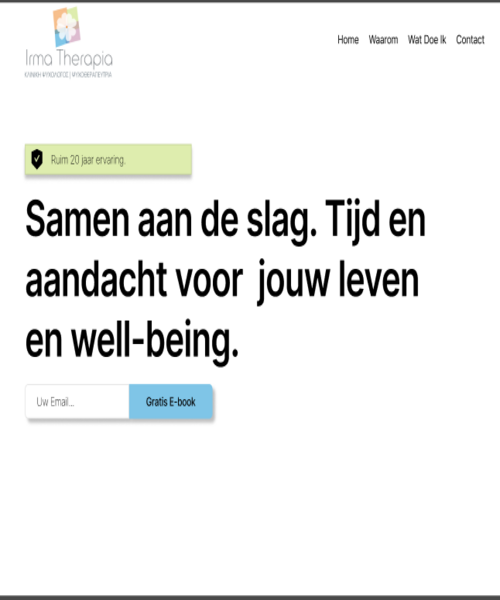 Irma Therapia
ΚΛΙΝΙΚΗ ΨΥΧΟΛΟΓΟΣ | ΨΥΧΟΘΕΡΑΠΕΥΤΡΙΑ
Home Waarom Wat Doe Ik Contact
Ruim 20 jaar ervaring.
Samen aan de slag. Tijd en
aandacht voor jouw leven
en well-being.
Uw Email... Gratis E-book